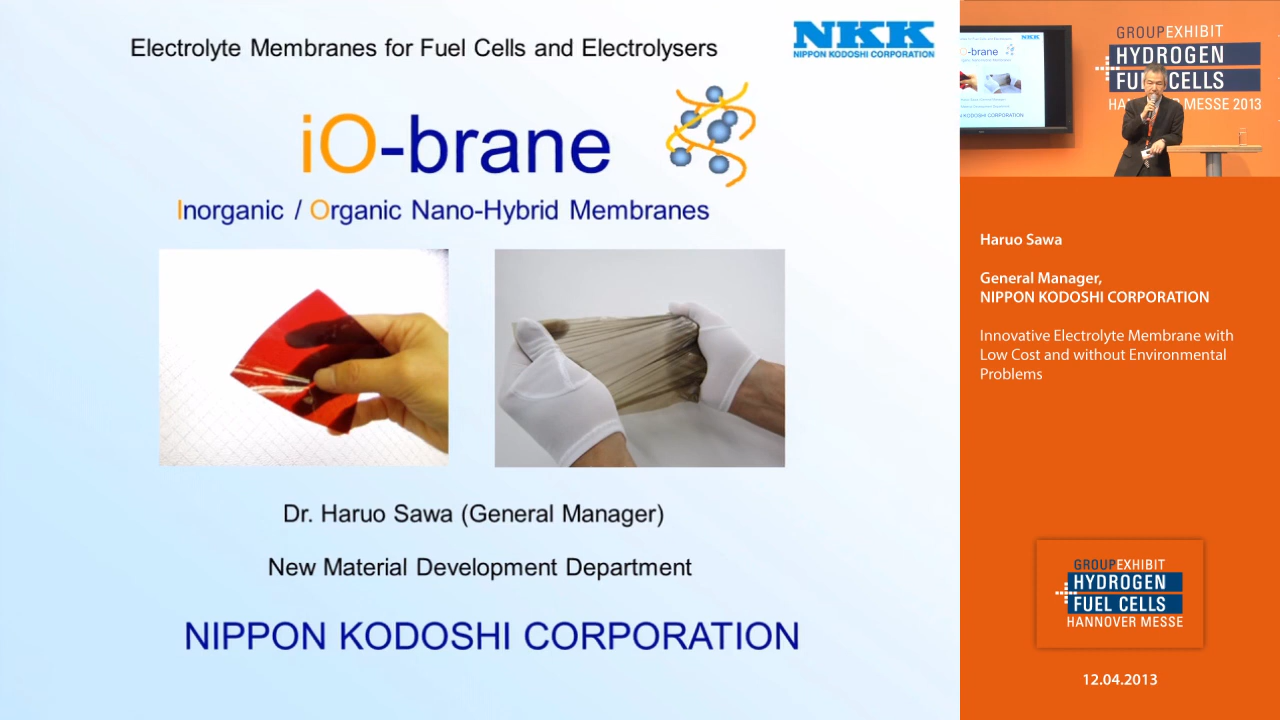 Electrolyte Membranes for Fuel Cells and Electrolysers
NKK
NIPPON KODOSHI CORPORATION
iO-brane
Inorganic / Organic Nano-Hybrid Membranes
Dr. Haruo Sawa (General Manager)
New Material Development Department
NIPPON KODOSHI CORPORATION
GROUPEXHIBIT
HYDROGEN
FUEL CELLS
HANNOVER MESSE 2013
Haruo Sawa
General Manager,
NIPPON KODOSHI CORPORATION
Innovative Electrolyte Membrane with
Low Cost and without Environmental
Problems
GROUPEXHIBIT
HYDROGEN
FUEL CELLS
HANNOVER MESSE
12.04.2013